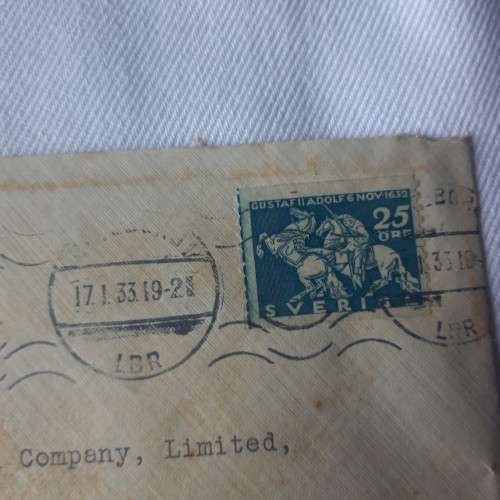 GUSTAF II ADOLF 6 NOV 1632
25
ÖRE
SVERIGE
17.1.33.19-2
LBR
33.19-
LBR
Company, Limited,